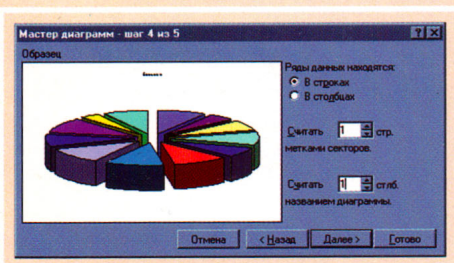 Мастер диаграмм - шаг 4 из 5
Образец
Ряды данных находятся:
В строках
В столбцах
Считать 1 стр.
метками секторов.
Считать 1 стлб.
названием диаграммы.
Отмена < Назад Далее > Готово